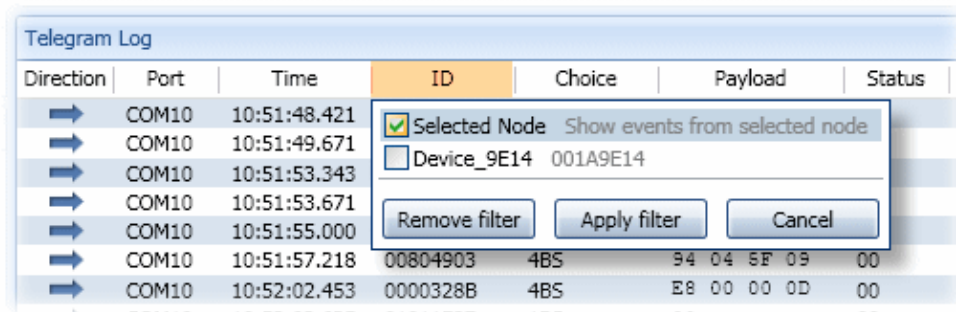 Telegram Log
Direction Port Time ID Choice Payload Status
COM10 10:51:48.421
Selected Node Show events from selected node
COM10 10:51:49.671
Device_9E14 001A9E14
COM10 10:51:53.343
COM10 10:51:53.671
Remove filter Apply filter Cancel
COM10 10:51:55.000
COM10 10:51:57.218 00804903 4BS 94 04 5F 09 00
COM10 10:52:02.453 0000328B 4BS E8 00 00 0D 00